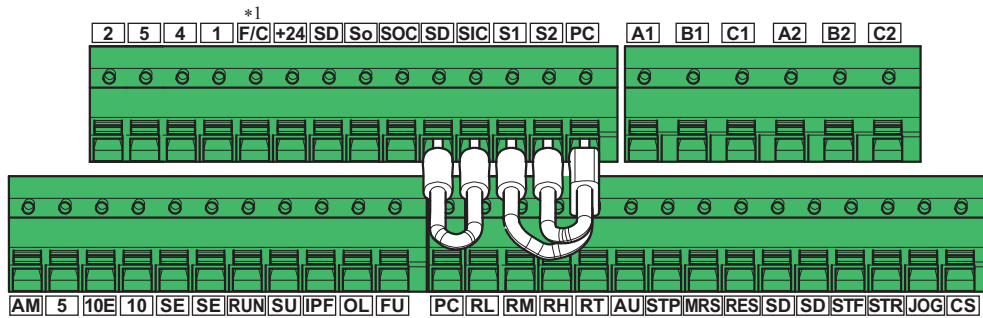 *1
2 5 4 1 F/C +24 SD So SOC SD SIC S1 S2 PC A1 B1 C1 A2 B2 C2
AM 5 10E 10 SE SE RUN SU IPF OL FU PC RL RM RH RT AU STP MRS RES SD SD STF STR JOG CS